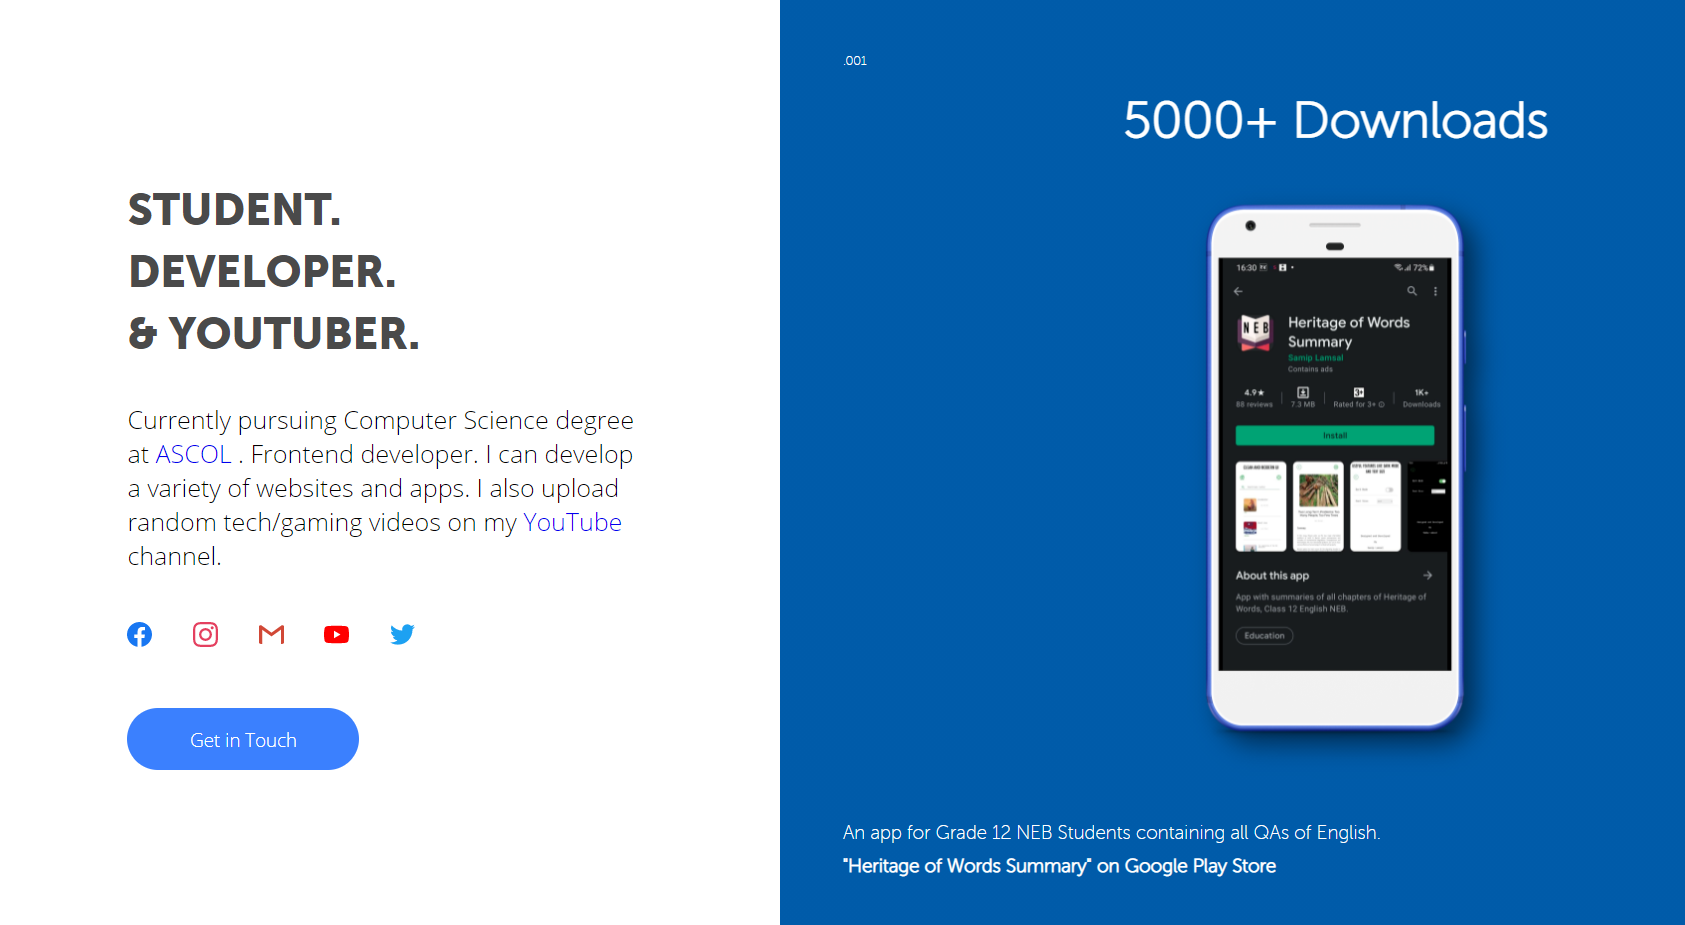 STUDENT.
DEVELOPER.
& YOUTUBER.
Currently pursuing Computer Science degree
at ASCOL . Frontend developer. I can develop
a variety of websites and apps. I also upload
random tech/gaming videos on my YouTube
channel.
Get in Touch
.001
5000+ Downloads
16:30
72%
NEB
Heritage of Words
Summary
Samip Lamsal
Contains ads
4.9★ 1K+
88 reviews 7.3 MB Rated for 3+ Downloads
Install
About this app
App with summaries of all chapters of Heritage of
Words, Class 12 English NEB.
Education
An app for Grade 12 NEB Students containing all QAs of English.
"Heritage of Words Summary" on Google Play Store